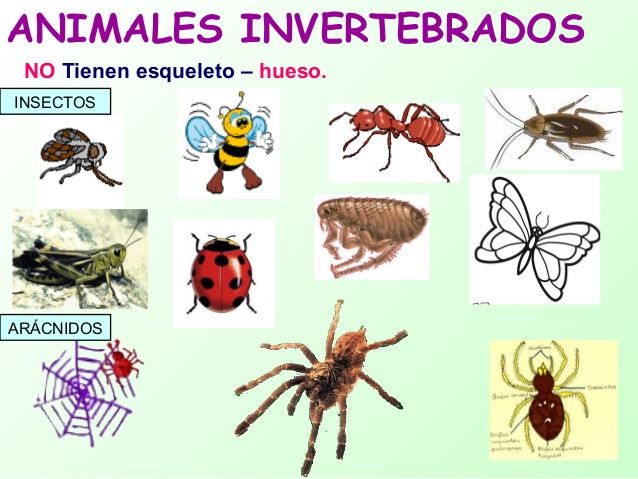 ANIMALES INVERTEBRADOS
NO Tienen esqueleto – hueso.
INSECTOS
ARÁCNIDOS